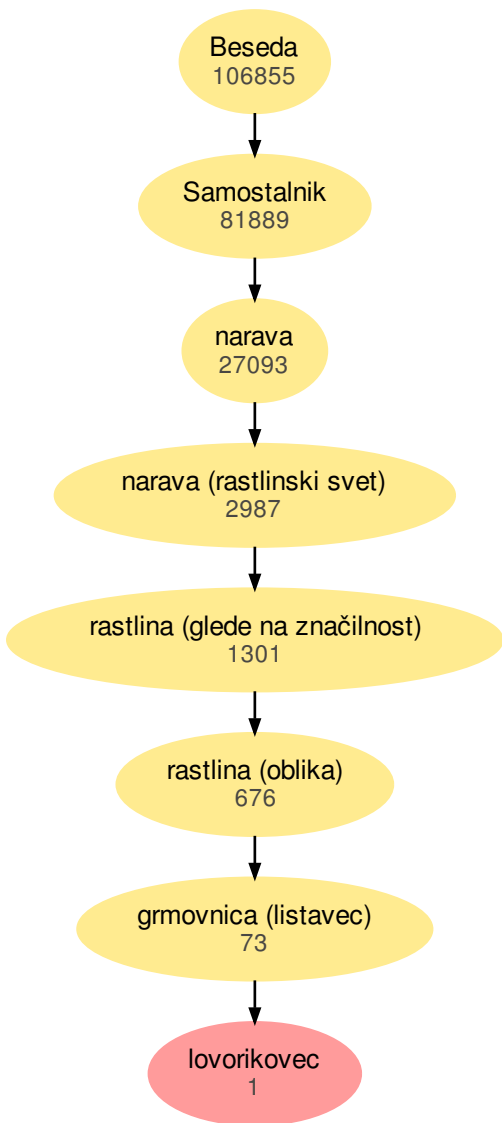 Beseda
106855
Samostalnik
81889
narava
27093
narava (rastlinski svet)
2987
rastlina (glede na značilnost)
1301
rastlina (oblika)
676
grmovnica (listavec)
73
lovorikovec
1